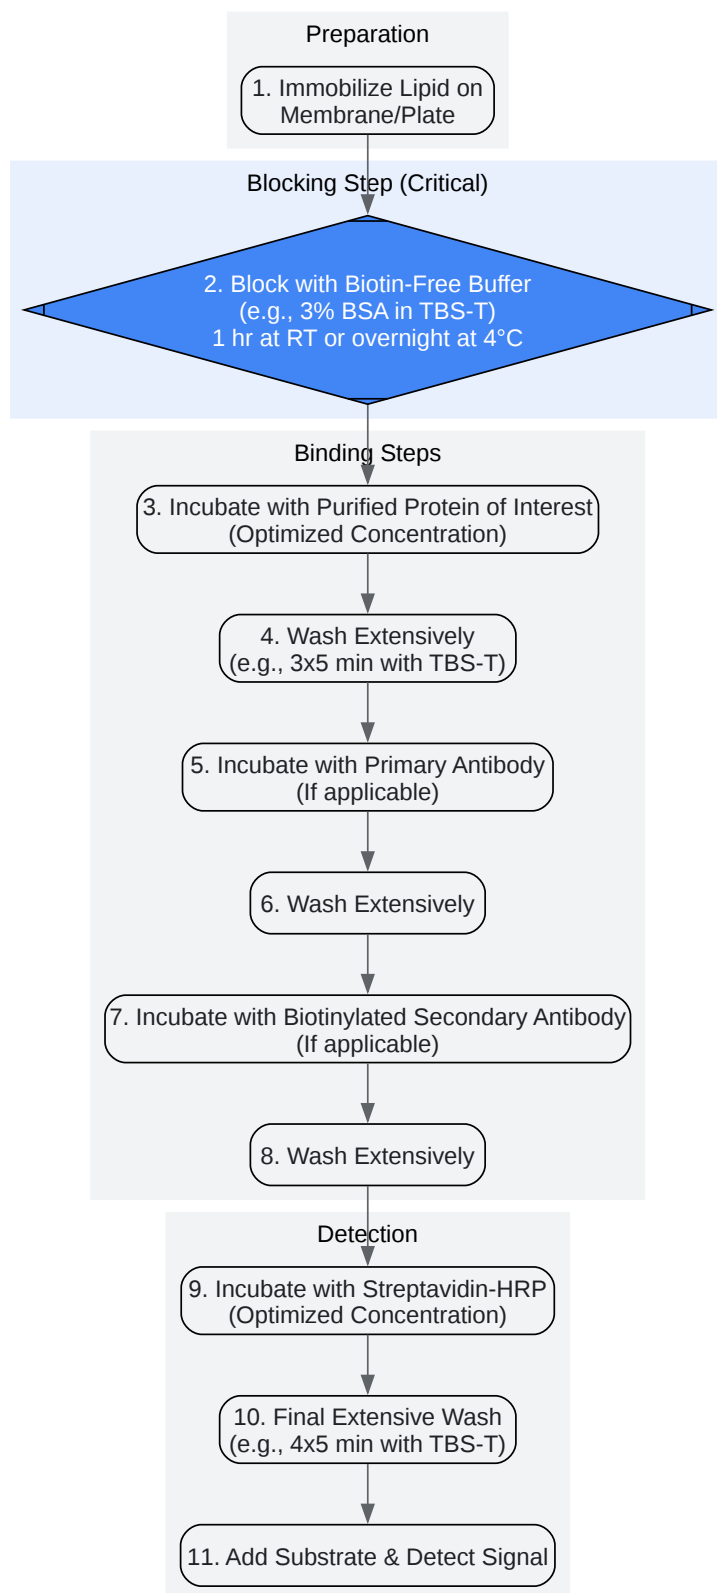 Preparation
1. Immobilize Lipid on
Membrane/Plate
Blocking Step (Critical)
2. Block with Biotin-Free Buffer
(e.g., 3% BSA in TBS-T)
1 hr at RT or overnight at 4°C
Binding Steps
3. Incubate with Purified Protein of Interest
(Optimized Concentration)
4. Wash Extensively
(e.g., 3x5 min with TBS-T)
5. Incubate with Primary Antibody
(If applicable)
6. Wash Extensively
7. Incubate with Biotinylated Secondary Antibody
(If applicable)
8. Wash Extensively
Detection
9. Incubate with Streptavidin-HRP
(Optimized Concentration)
10. Final Extensive Wash
(e.g., 4x5 min with TBS-T)
11. Add Substrate & Detect Signal